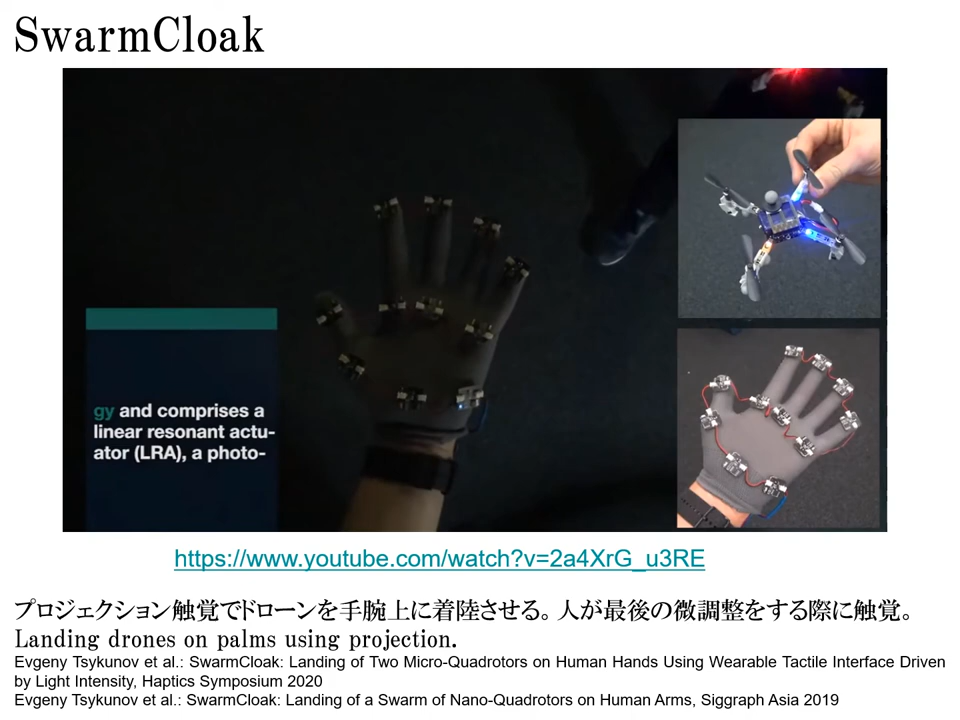 SwarmCloak
gy and comprises a
linear resonant actu-
ator (LRA), a photo-
https://www.youtube.com/watch?v=2a4XrG_u3RE
プロジェクション触覚でドローンを手腕上に着陸させる。人が最後の微調整をする際に触覚。
Landing drones on palms using projection.
Evgeny Tsykunov et al.: SwarmCloak: Landing of Two Micro-Quadrotors on Human Hands Using Wearable Tactile Interface Driven
by Light Intensity, Haptics Symposium 2020
Evgeny Tsykunov et al.: SwarmCloak: Landing of a Swarm of Nano-Quadrotors on Human Arms, Siggraph Asia 2019